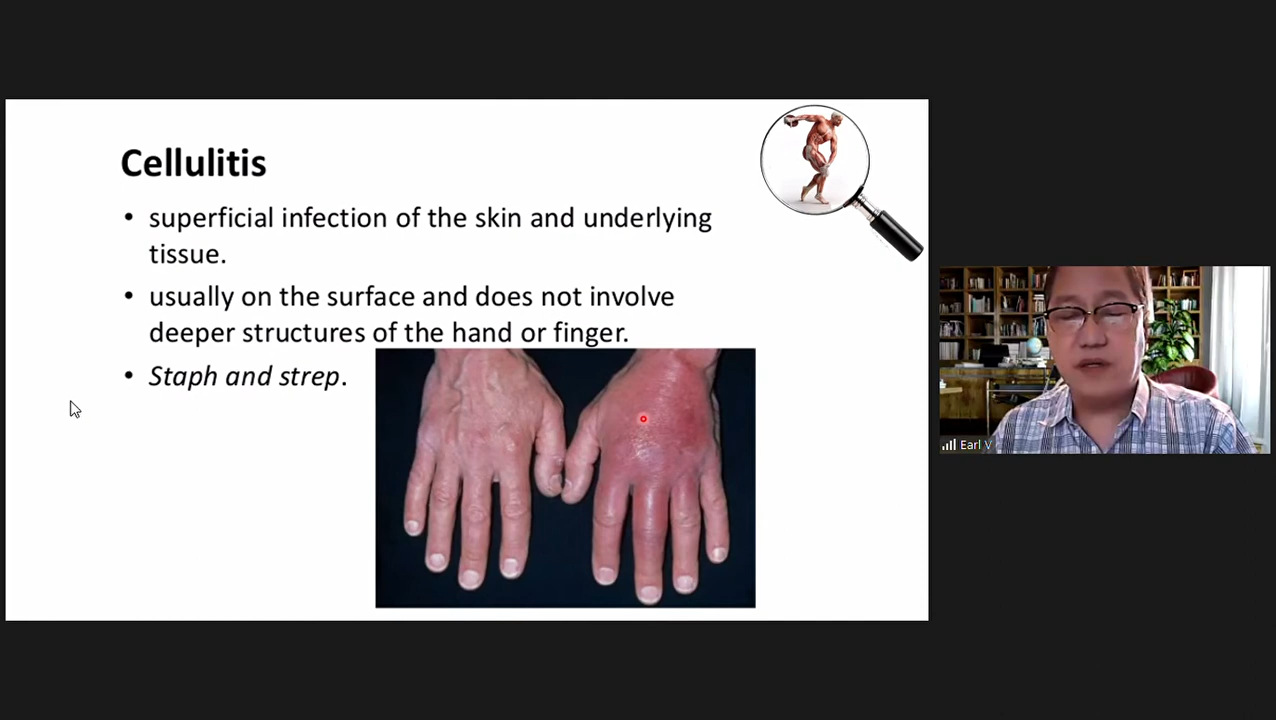 Cellulitis
• superficial infection of the skin and underlying
tissue.
• usually on the surface and does not involve
deeper structures of the hand or finger.
• Staph and strep.
Earl V